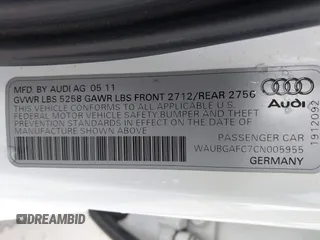 MFD. BY AUDI AG 05 11
GVWR LBS 5258 GAWR LBS FRONT 2712/REAR 2756
THIS VEHICLE CONFORMS TO ALL APPLICABLE U.S.
FEDERAL MOTOR VEHICLE SAFETY, BUMPER AND THEFT
PREVENTION STANDARDS IN EFFECT ON THE DATE OF
MANUFACTURE SHOWN ABOVE
Audi
1912092
PASSENGER CAR
WAUBGAFC7CN005955
GERMANY
DREAMBID